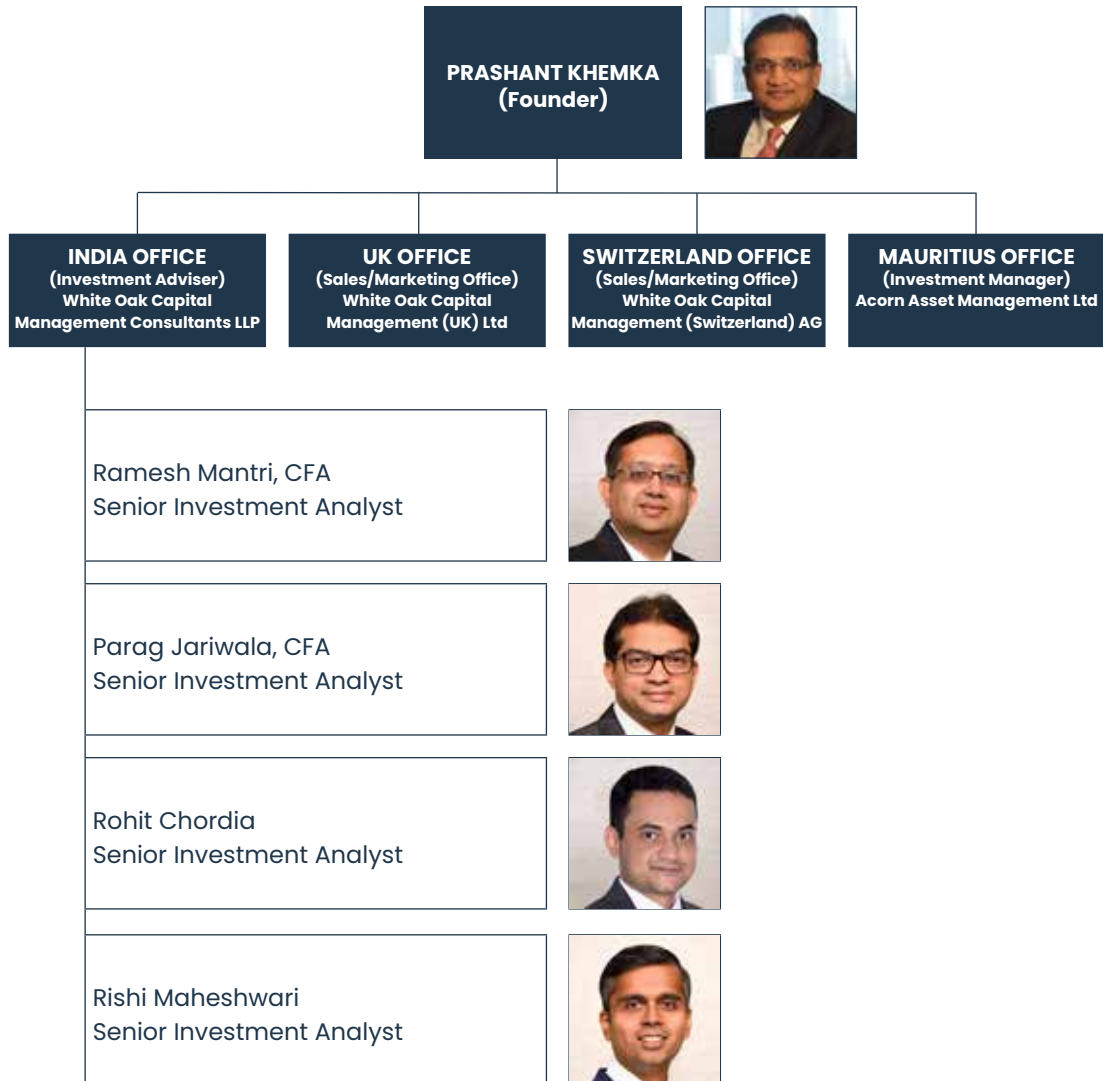 PRASHANT KHEMKA
(Founder)
INDIA OFFICE
(Investment Adviser)
White Oak Capital
Management Consultants LLP
UK OFFICE
(Sales/Marketing Office)
White Oak Capital
Management (UK) Ltd
SWITZERLAND OFFICE
(Sales/Marketing Office)
White Oak Capital
Management (Switzerland) AG
MAURITIUS OFFICE
(Investment Manager)
Acorn Asset Management Ltd
Ramesh Mantri, CFA
Senior Investment Analyst
Parag Jariwala, CFA
Senior Investment Analyst
Rohit Chordia
Senior Investment Analyst
Rishi Maheshwari
Senior Investment Analyst